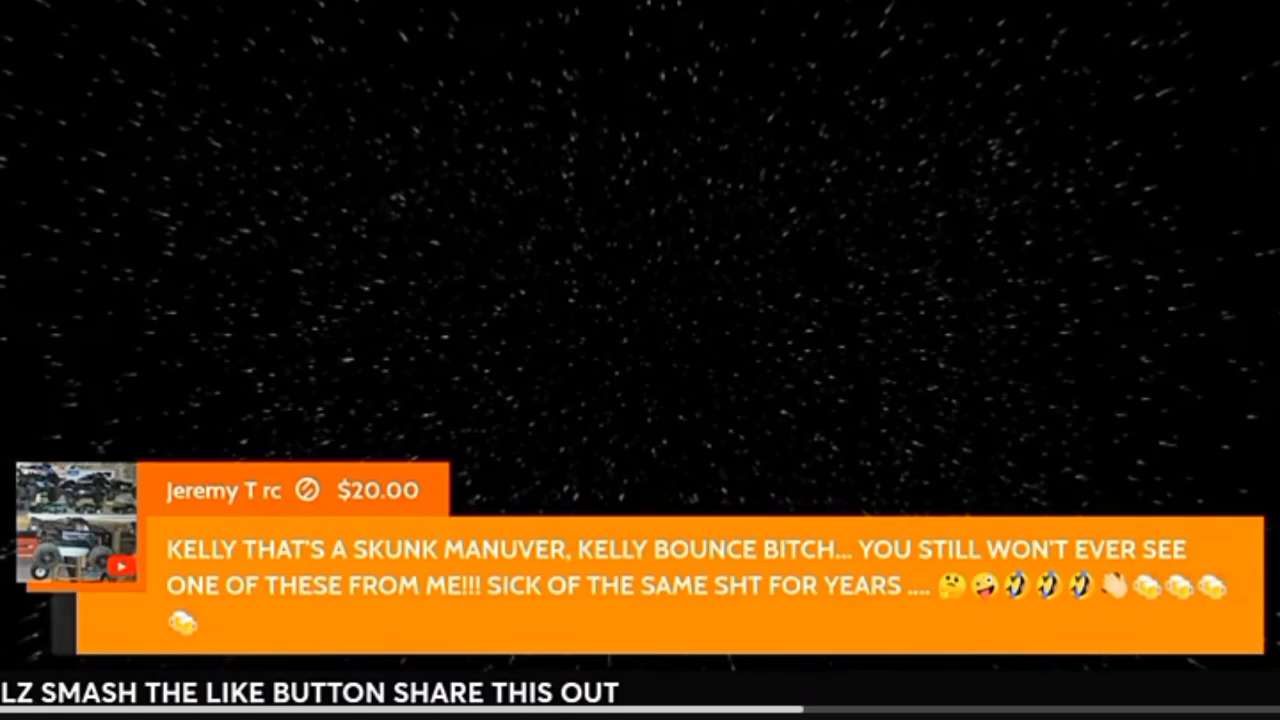 Jeremy T rc $20.00
KELLY THAT'S A SKUNK MANUVER, KELLY BOUNCE BITCH... YOU STILL WON'T EVER SEE
ONE OF THESE FROM ME!!! SICK OF THE SAME SHT FOR YEARS .... 🤔🤪🤣🤣🤣👏🏻🍻🍻🍻
🍻
LZ SMASH THE LIKE BUTTON SHARE THIS OUT